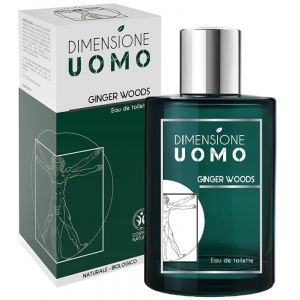 DIMENSIONE
UOMO
GINGER WOODS
Eau de toilette
NATURALE - BIOLOGICO
DIMENSIONE
UOMO
GINGER WOODS
Eau de toilette